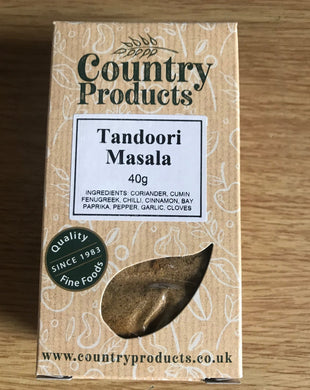 Country
Products
Tandoori
Masala
40g
INGREDIENTS: CORIANDER, CUMIN
FENUGREEK, CHILLI, CINNAMON, BAY
PAPRIKA, PEPPER, GARLIC, CLOVES
Quality
SINCE 1983
Fine Foods
www.countryproducts.co.uk